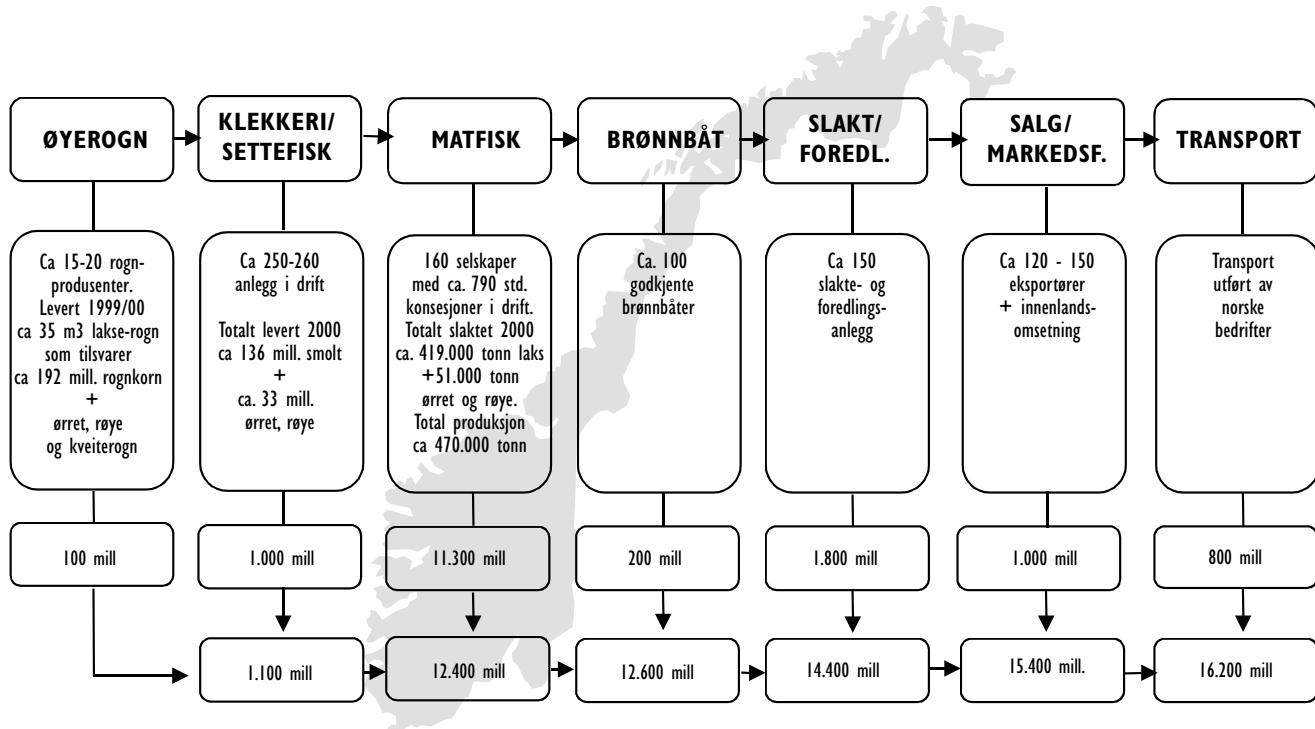 ØYEROGN
KLEKKERI/
SETTEFISK
MATFISK
BRØNNBÅT
SLAKT/
FOREDL.
SALG/
MARKEDSF.
TRANSPORT
Ca 15-20 rogn-
produsenter.
Levert 1999/00
ca 35 m3 lakse-rogn
som tilsvarer
ca 192 mill. rognkorn
+
ørret, røye
og kveiterogn
Ca 250-260
anlegg i drift
Totalt levert 2000
ca 136 mill. smolt
+
ca. 33 mill.
ørret, røye
160 selskaper
med ca. 790 std.
konsesjoner i drift.
Totalt slaktet 2000
ca. 419.000 tonn laks
+51.000 tonn
ørret og røye.
Total produksjon
ca 470.000 tonn
Ca. 100
godkjente
brønnbåter
Ca 150
slakte- og
foredlings-
anlegg
Ca 120 - 150
eksportører
+ innenlands-
omsetning
Transport
utført av
norske
bedrifter
100 mill
1.000 mill
11.300 mill
200 mill
1.800 mill
1.000 mill
800 mill
1.100 mill
12.400 mill
12.600 mill
14.400 mill
15.400 mill.
16.200 mill